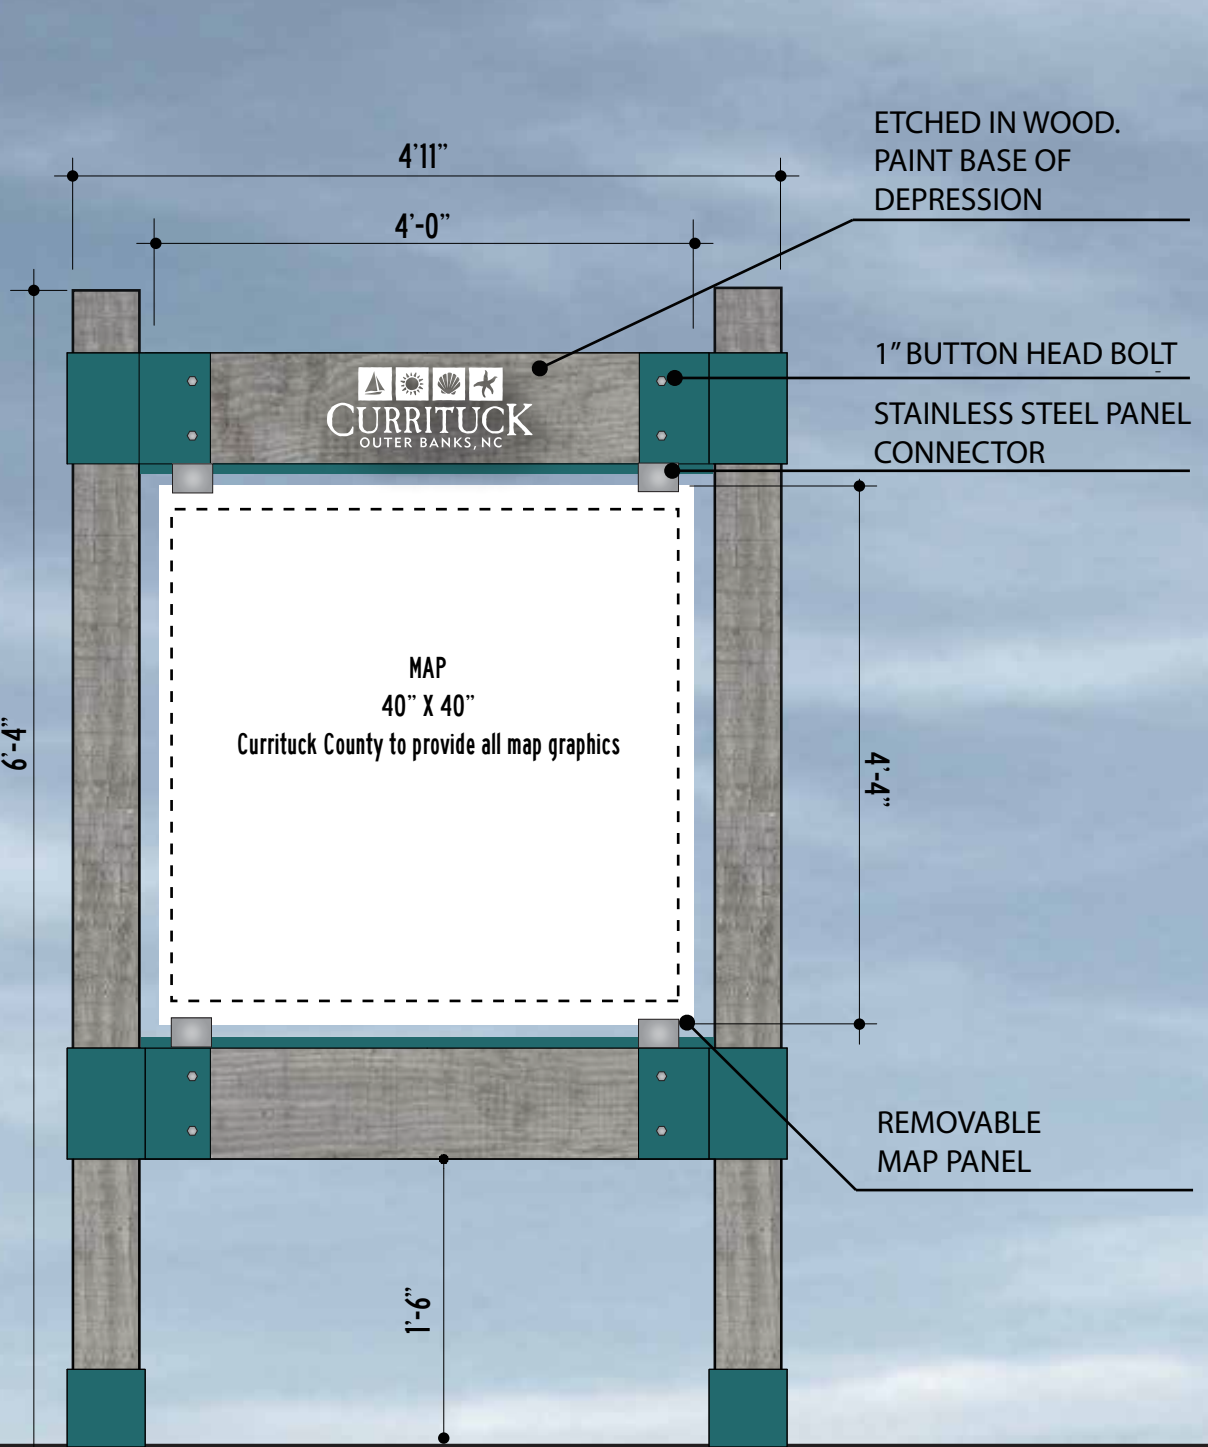 4'11”
4'-0”
ETCHED IN WOOD.
PAINT BASE OF
DEPRESSION
1” BUTTON HEAD BOLT
STAINLESS STEEL PANEL
CONNECTOR
CURRITUCK
OUTER BANKS, NC
MAP
40” X 40”
Currituck County to provide all map graphics
6'-4”
4'-4”
REMOVABLE
MAP PANEL
1'-6”